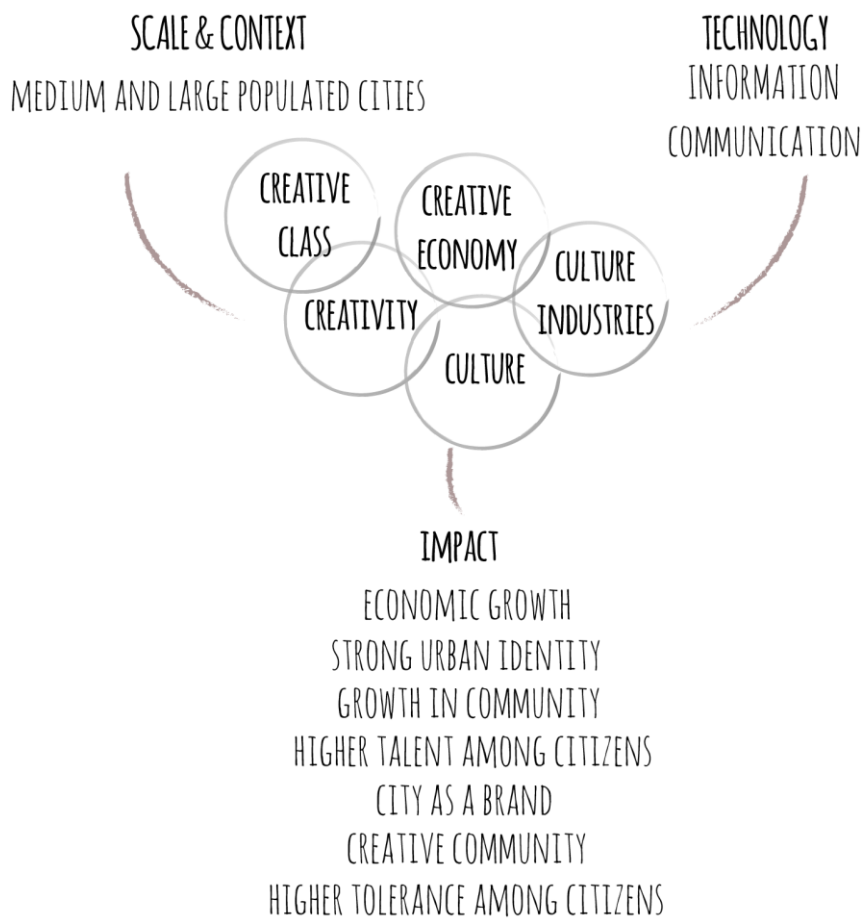 SCALE & CONTEXT
MEDIUM AND LARGE POPULATED CITIES
TECHNOLOGY
INFORMATION
COMMUNICATION
CREATIVE
CLASS
CREATIVE
ECONOMY
CULTURE
INDUSTRIES
CREATIVITY
CULTURE
IMPACT
ECONOMIC GROWTH
STRONG URBAN IDENTITY
GROWTH IN COMMUNITY
HIGHER TALENT AMONG CITIZENS
CITY AS A BRAND
CREATIVE COMMUNITY
HIGHER TOLERANCE AMONG CITIZENS